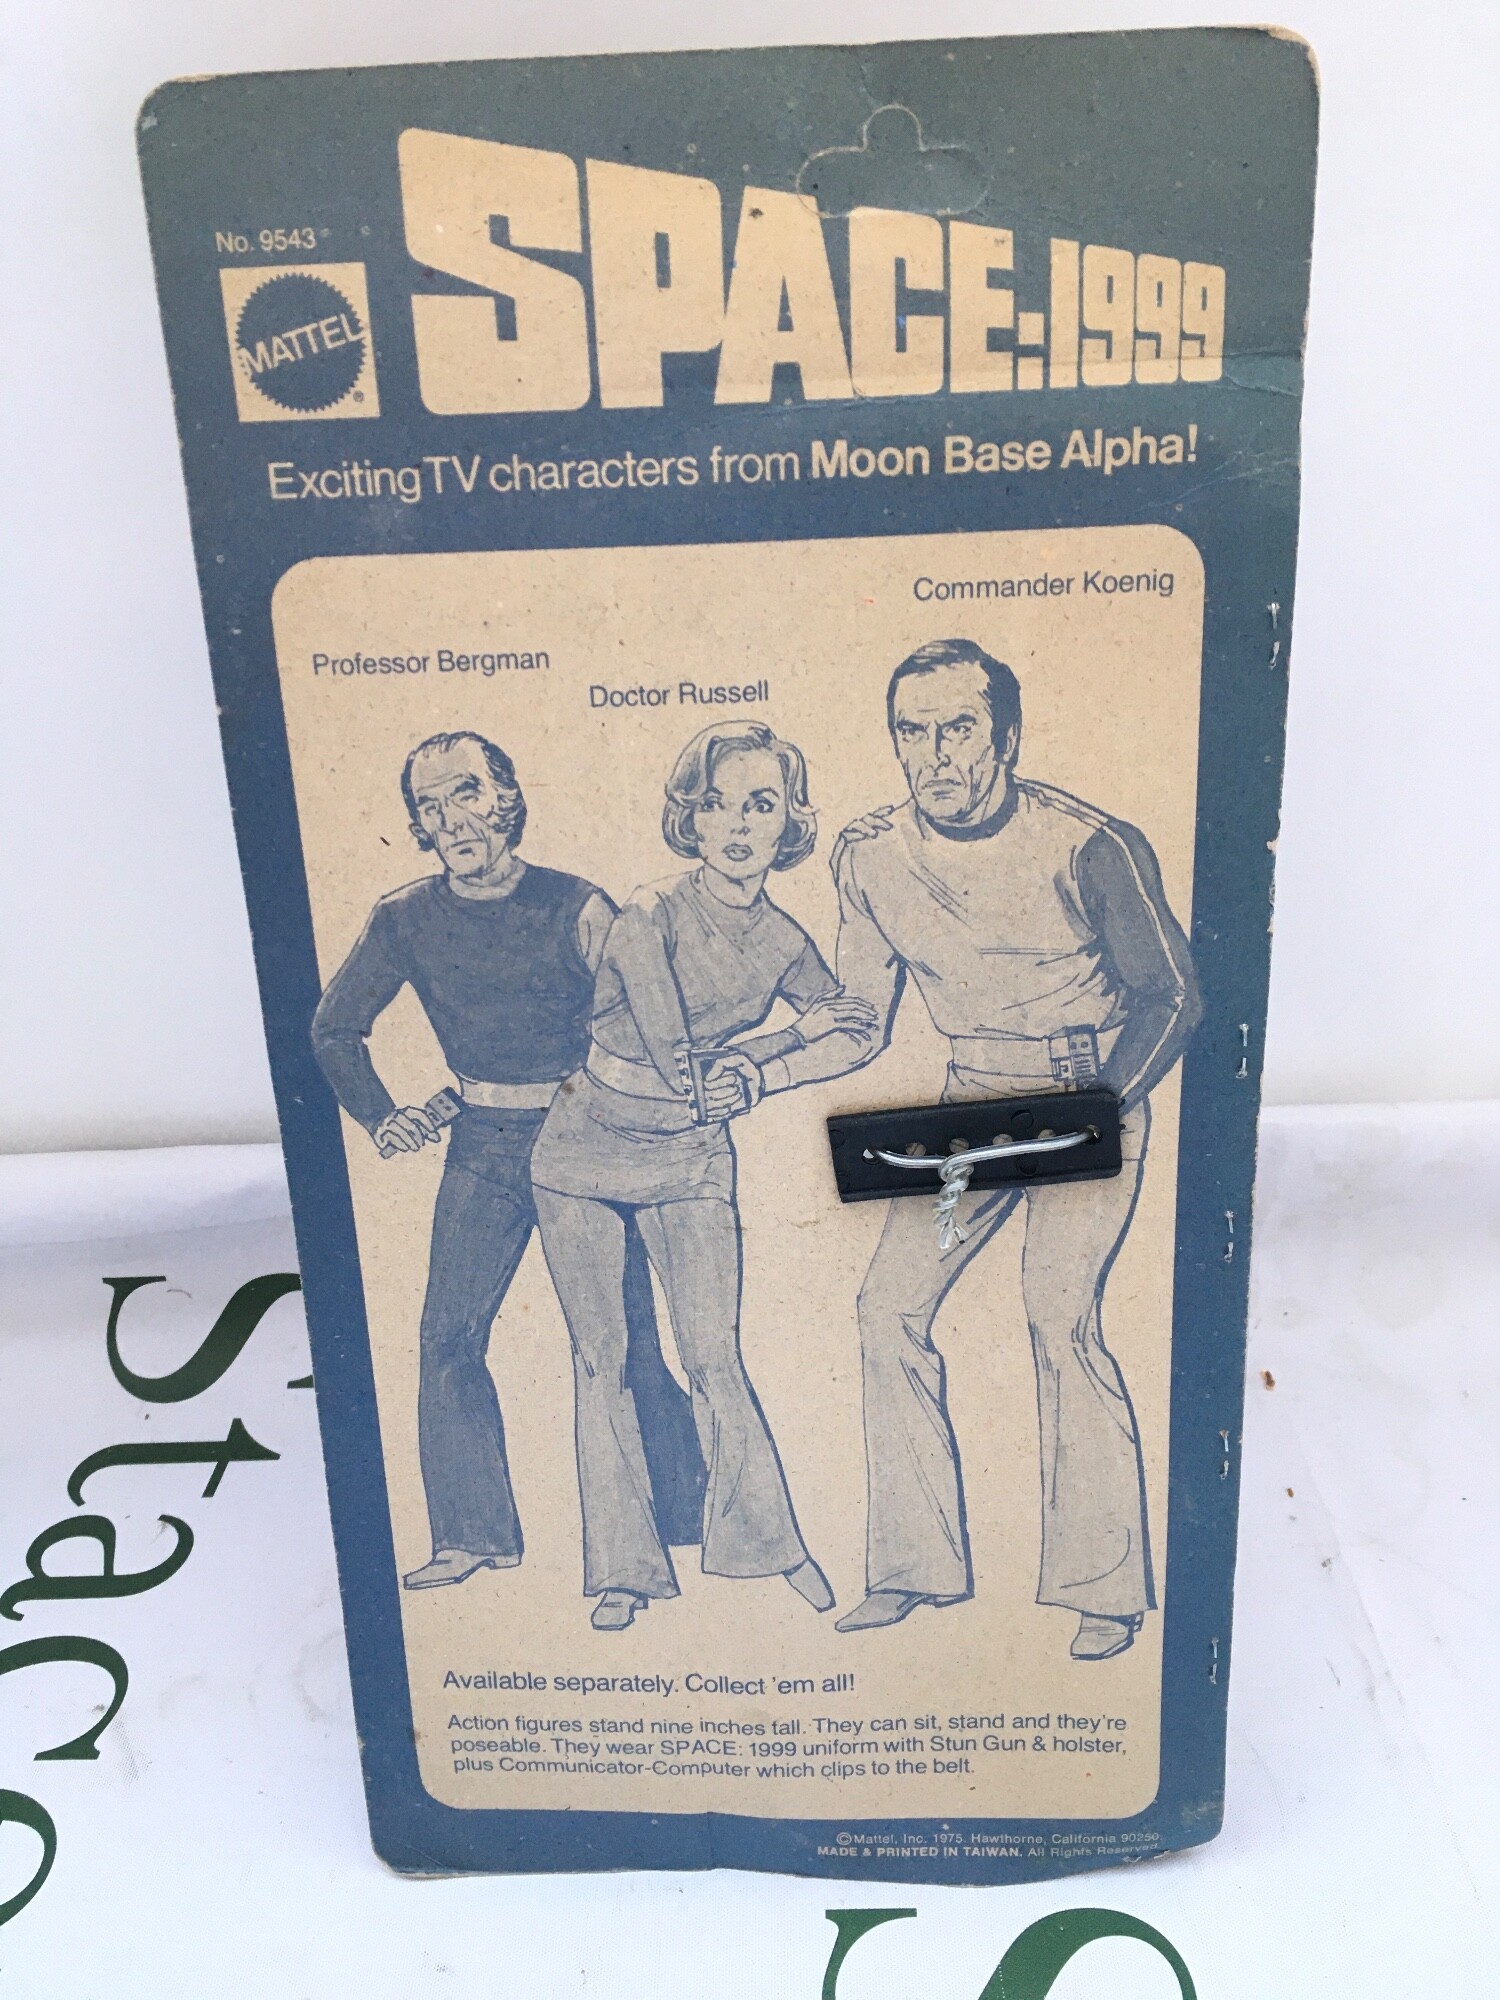 No. 9543
MATTEL
®
SPACE:1999
Exciting TV characters from Moon Base Alpha!
Commander Koenig
Professor Bergman
Doctor Russell
Available separately. Collect 'em all!
Action figures stand nine inches tall. They can sit, stand and they're
poseable. They wear SPACE: 1999 uniform with Stun Gun & holster,
plus Communicator-Computer which clips to the belt.
©Mattel, Inc. 1975. Hawthorne, California 90250.
MADE & PRINTED IN TAIWAN. All Rights Reserved.
Stac
S